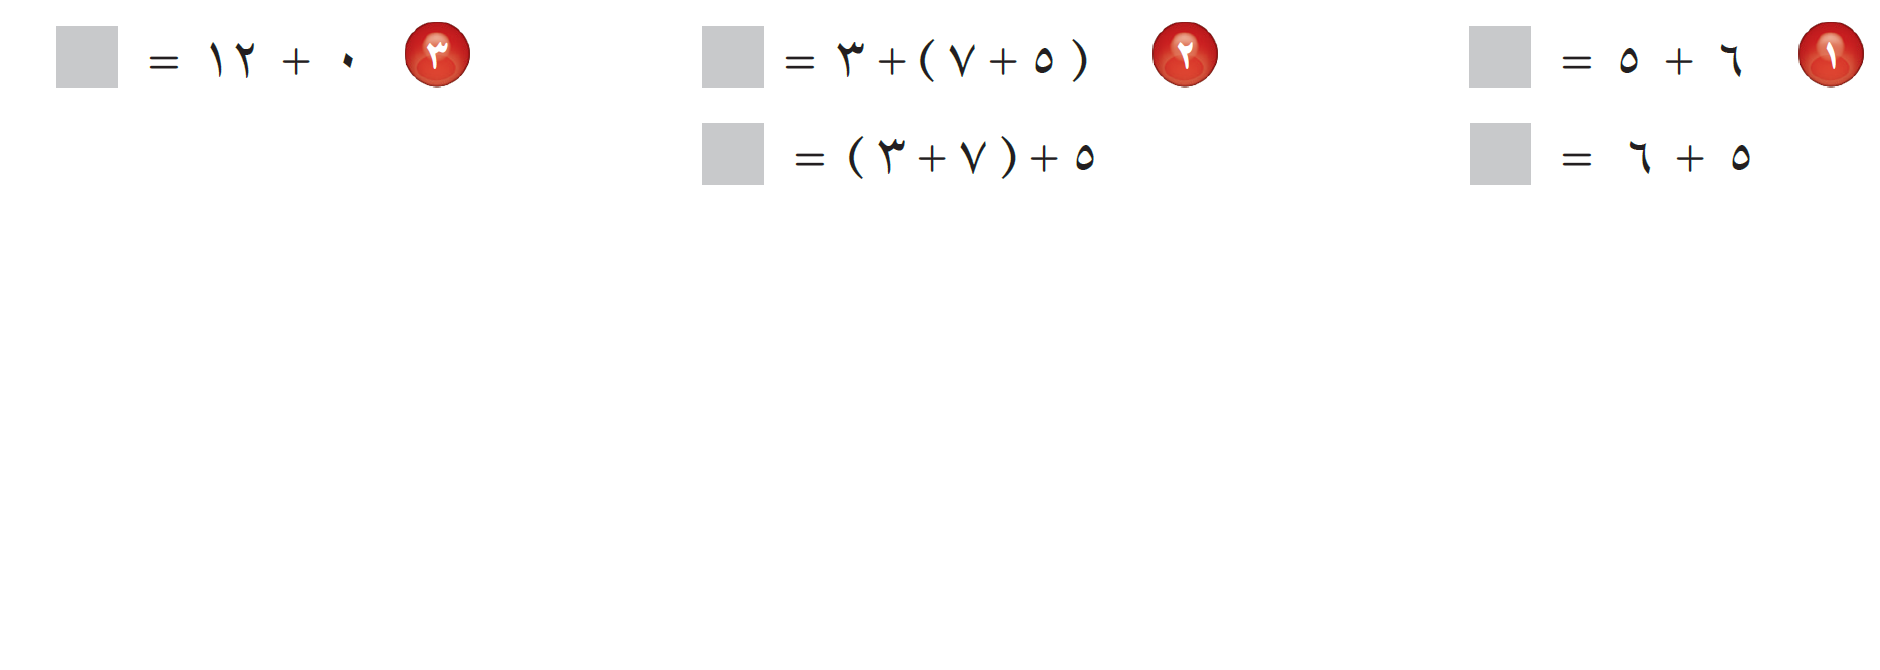 ١ ٦ + ٥ =
٥ + ٦ =
٢ ( ٥ + ٧ ) + ٣ =
٥ + ( ٧ + ٣ ) =
٣ ٠ + ١٢ =